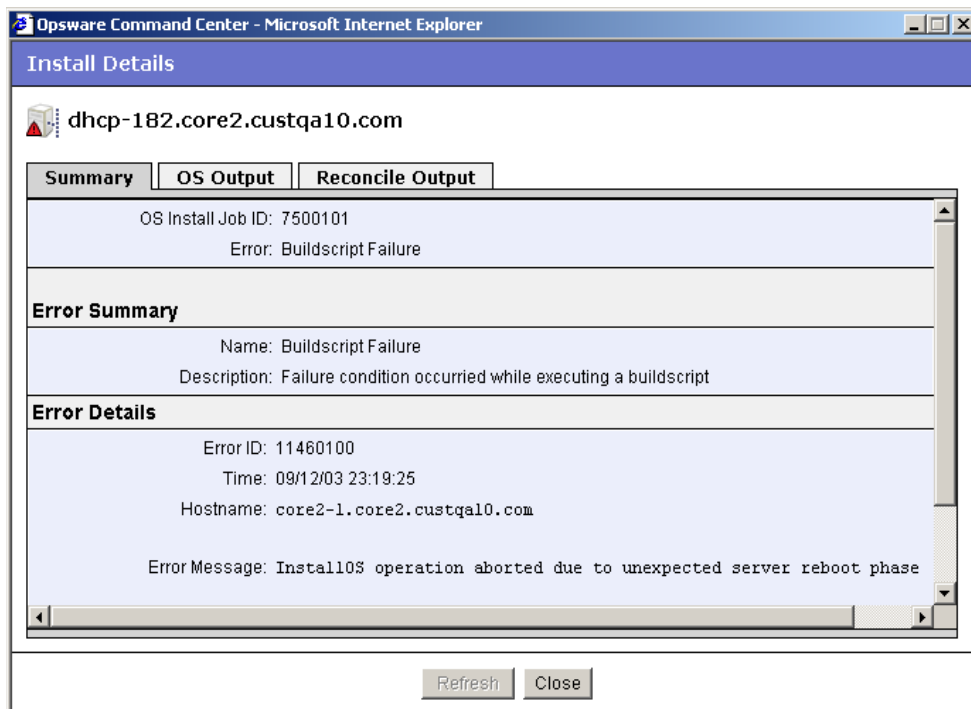 Opsware Command Center - Microsoft Internet Explorer
Install Details
dhcp-182.core2.custqa10.com
Summary
OS Output
Reconcile Output
OS Install Job ID: 7500101
Error: Buildscript Failure
Error Summary
Name: Buildscript Failure
Description: Failure condition occurried while executing a buildscript
Error Details
Error ID: 11460100
Time: 09/12/03 23:19:25
Hostname: core2-1.core2.custqa10.com
Error Message: InstallOS operation aborted due to unexpected server reboot phase
Refresh
Close